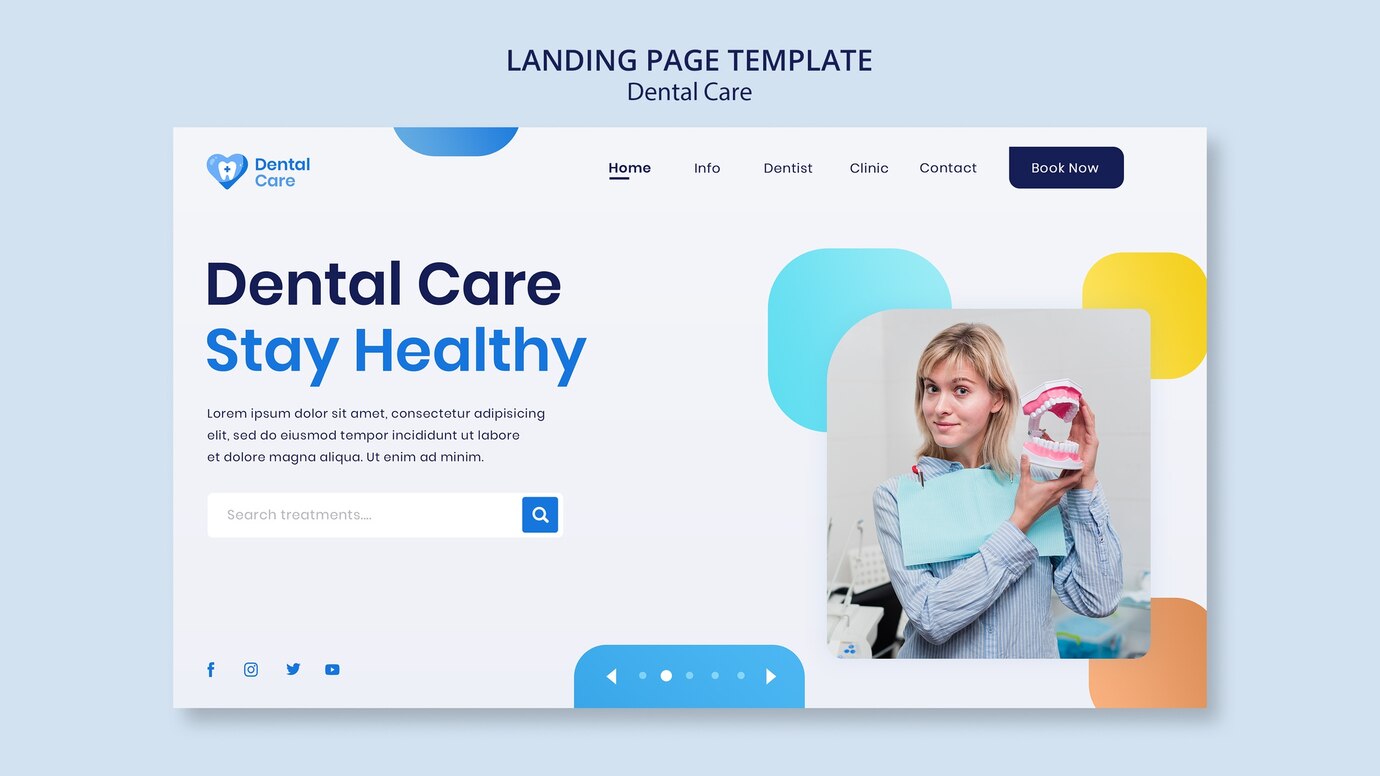 LANDING PAGE TEMPLATE
Dental Care
Dental
Care
Home Info Dentist Clinic Contact Book Now
Dental Care
Stay Healthy
Lorem ipsum dolor sit amet, consectetur adipisicing
elit, sed do eiusmod tempor incididunt ut labore
et dolore magna aliqua. Ut enim ad minim.
Search treatments....